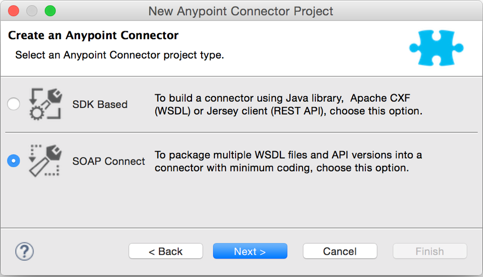 New Anypoint Connector Project
Create an Anypoint Connector
Select an Anypoint Connector project type.
SDK Based
To build a connector using Java library,  Apache CXF
(WSDL) or Jersey client (REST API), choose this option.
SOAP Connect
To package multiple WSDL files and API versions into a
connector with minimum coding, choose this option.
?
< Back
Next >
Cancel
Finish